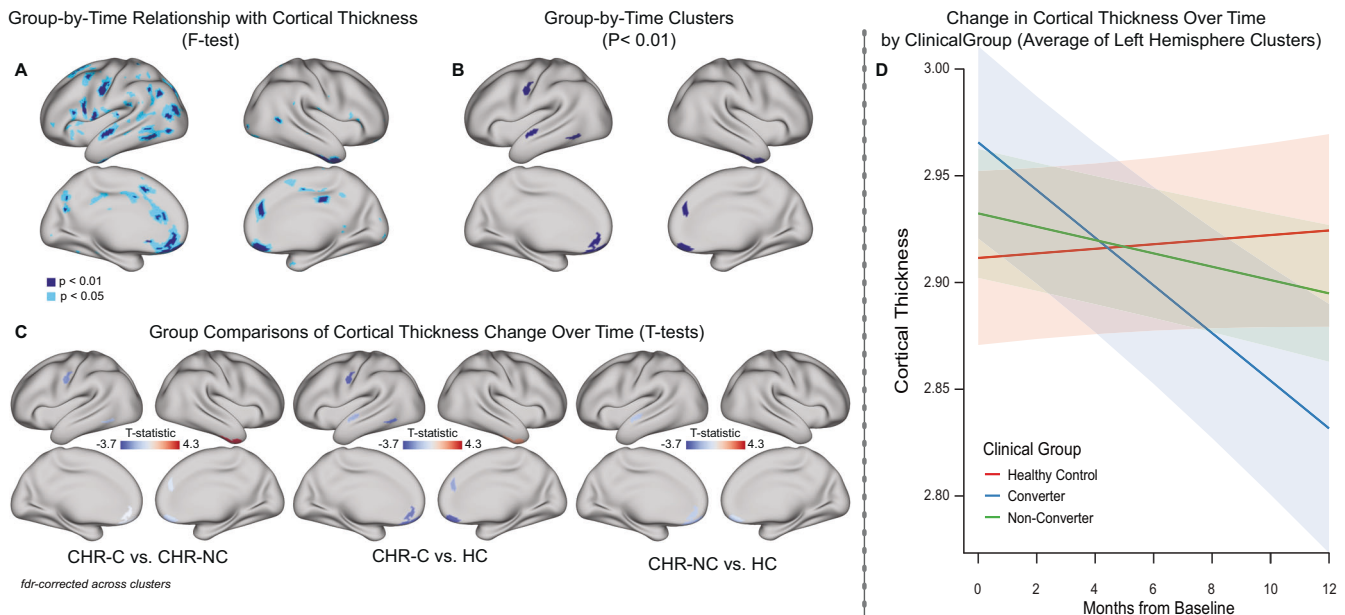 Group-by-Time Relationship with Cortical Thickness
(F-test)
A
p < 0.01
p < 0.05
Group-by-Time Clusters
(P< 0.01)
B
C
Group Comparisons of Cortical Thickness Change Over Time (T-tests)
T-statistic
-3.7
4.3
T-statistic
-3.7
4.3
T-statistic
-3.7
4.3
CHR-C vs. CHR-NC
CHR-C vs. HC
CHR-NC vs. HC
fdr-corrected across clusters
Change in Cortical Thickness Over Time
by ClinicalGroup (Average of Left Hemisphere Clusters)
D
Cortical Thickness
3.00
2.95
2.90
2.85
2.80
Clinical Group
Healthy Control
Converter
Non-Converter
0
2
4
6
8
10
12
Months from Baseline